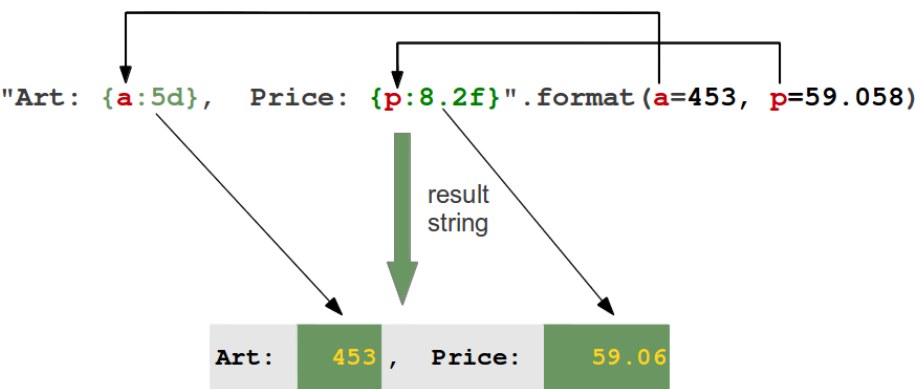 "Art: {a:5d},  Price: {p:8.2f}".format(a=453, p=59.058)
result
string
Art:   453,  Price:    59.06